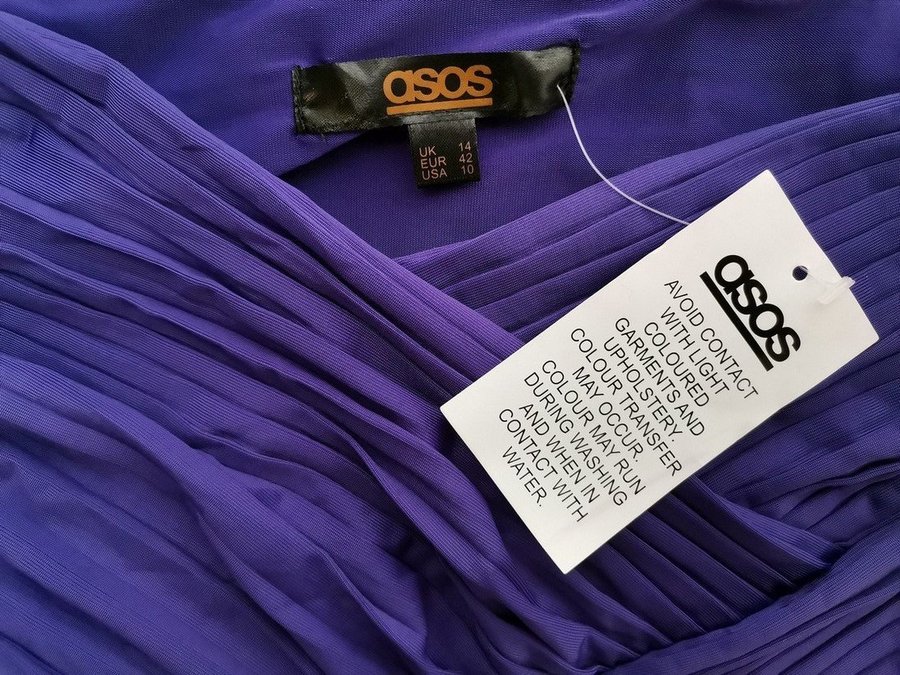 asos
UK 14
EUR 42
USA 10
asos
AVOID CONTACT
WITH LIGHT
COLOURED
GARMENTS AND
UPHOLSTERY.
COLOUR TRANSFER
MAY OCCUR.
COLOUR MAY RUN
DURING WASHING
AND WHEN IN
CONTACT WITH
WATER.